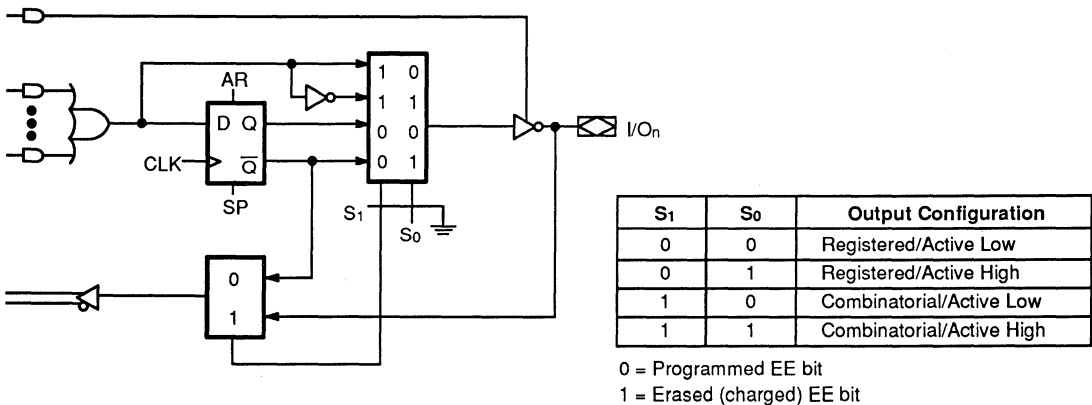 AR
D Q
CLK
Q
SP
1 0
1 1
0 0
0 1
S1
S0
I/On
0
1
S1 S0 Output Configuration
0 0 Registered/Active Low
0 1 Registered/Active High
1 0 Combinatorial/Active Low
1 1 Combinatorial/Active High
0 = Programmed EE bit
1 = Erased (charged) EE bit